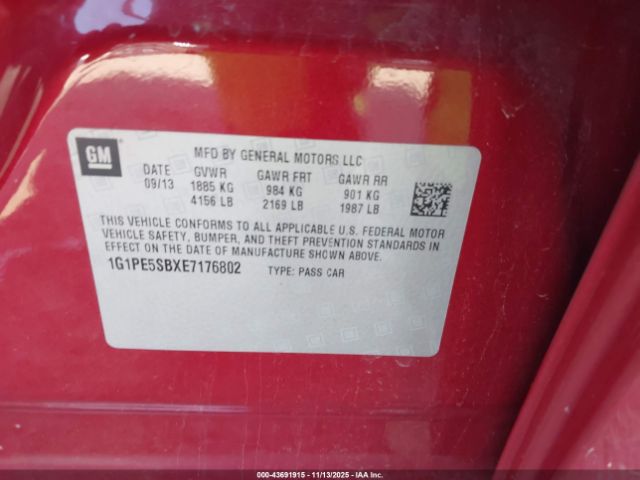 GM
MFD BY GENERAL MOTORS LLC
DATE GVWR GAWR FRT GAWR RR
09/13 1885 KG 984 KG 901 KG
4156 LB 2169 LB 1987 LB
THIS VEHICLE CONFORMS TO ALL APPLICABLE U.S. FEDERAL MOTOR
VEHICLE SAFETY, BUMPER, AND THEFT PREVENTION STANDARDS IN
EFFECT ON THE DATE OF MANUFACTURE SHOWN ABOVE.
1G1PE5SBXE7176802 TYPE: PASS CAR
000-43691915 - 11/13/2025 - IAA Inc.